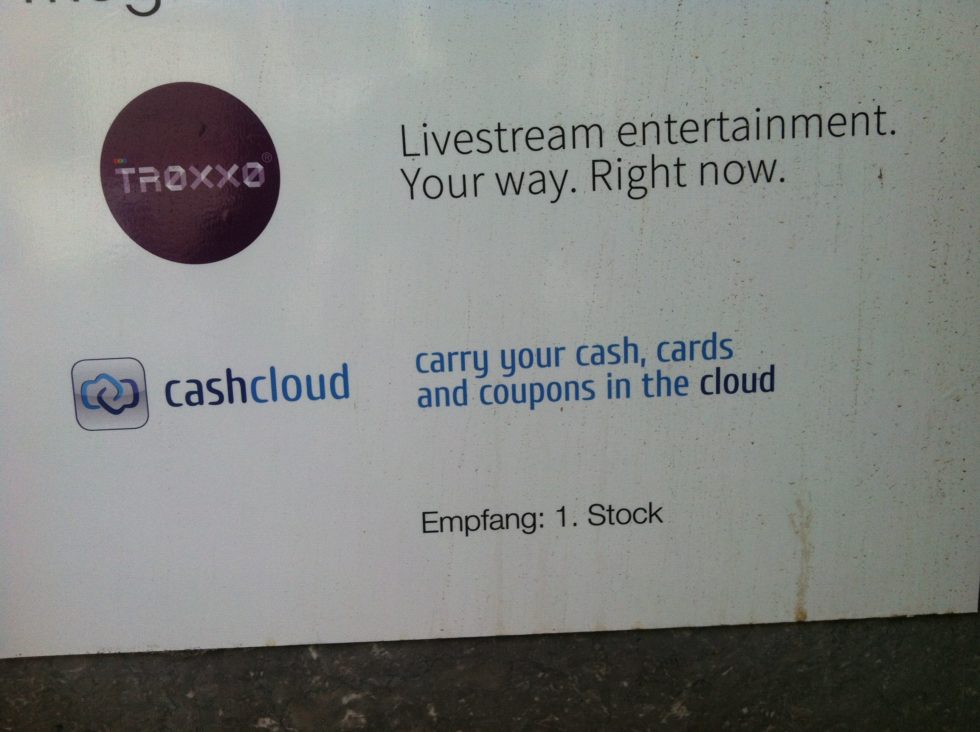 TROXXO®
Livestream entertainment.
Your way. Right now.
cashcloud
carry your cash, cards
and coupons in the cloud
Empfang: 1. Stock